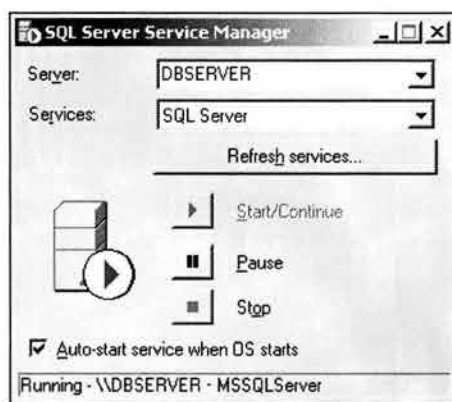 SQL Server Service Manager
Server: DBSERVER
Services: SQL Server
Refresh services...
Start/Continue
Pause
Stop
Auto-start service when OS starts
Running - \\DBSERVER - MSSQLServer